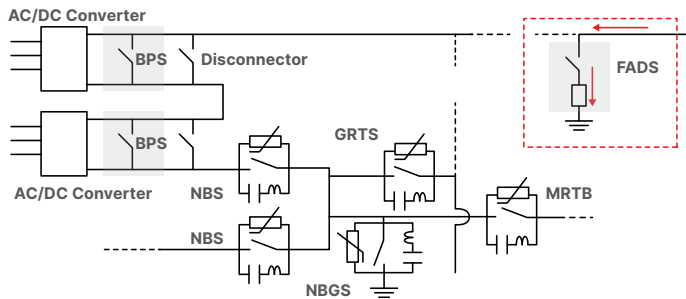 AC/DC Converter
BPS
Disconnector
FADS
BPS
GRTS
AC/DC Converter
NBS
MRTB
NBS
NBGS